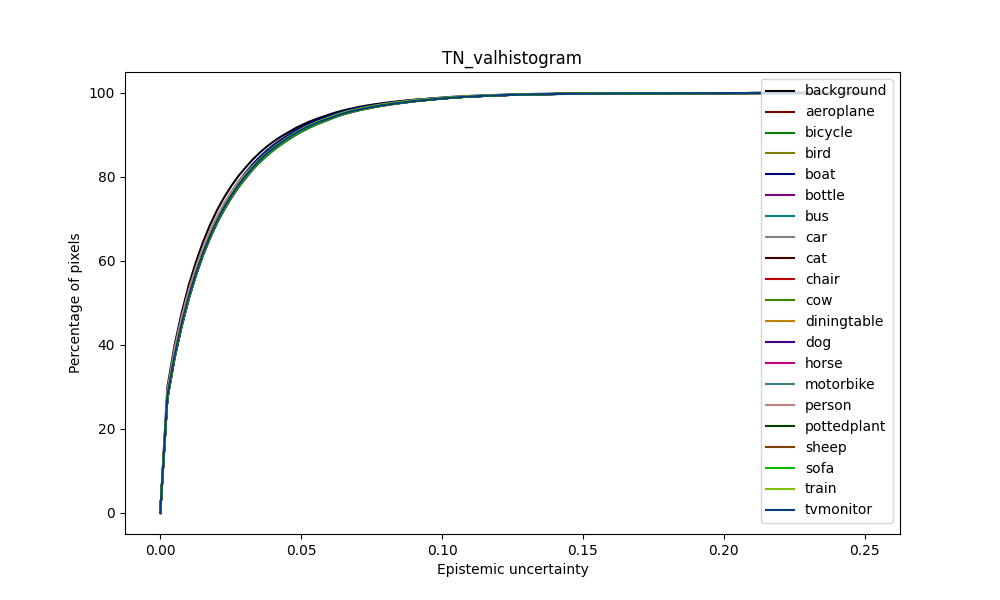 TN_valhistogram
Percentage of pixels
100
80
60
40
20
0
0.00
0.05
0.10
0.15
0.20
0.25
Epistemic uncertainty
background
aeroplane
bicycle
bird
boat
bottle
bus
car
cat
chair
cow
diningtable
dog
horse
motorbike
person
pottedplant
sheep
sofa
train
tvmonitor